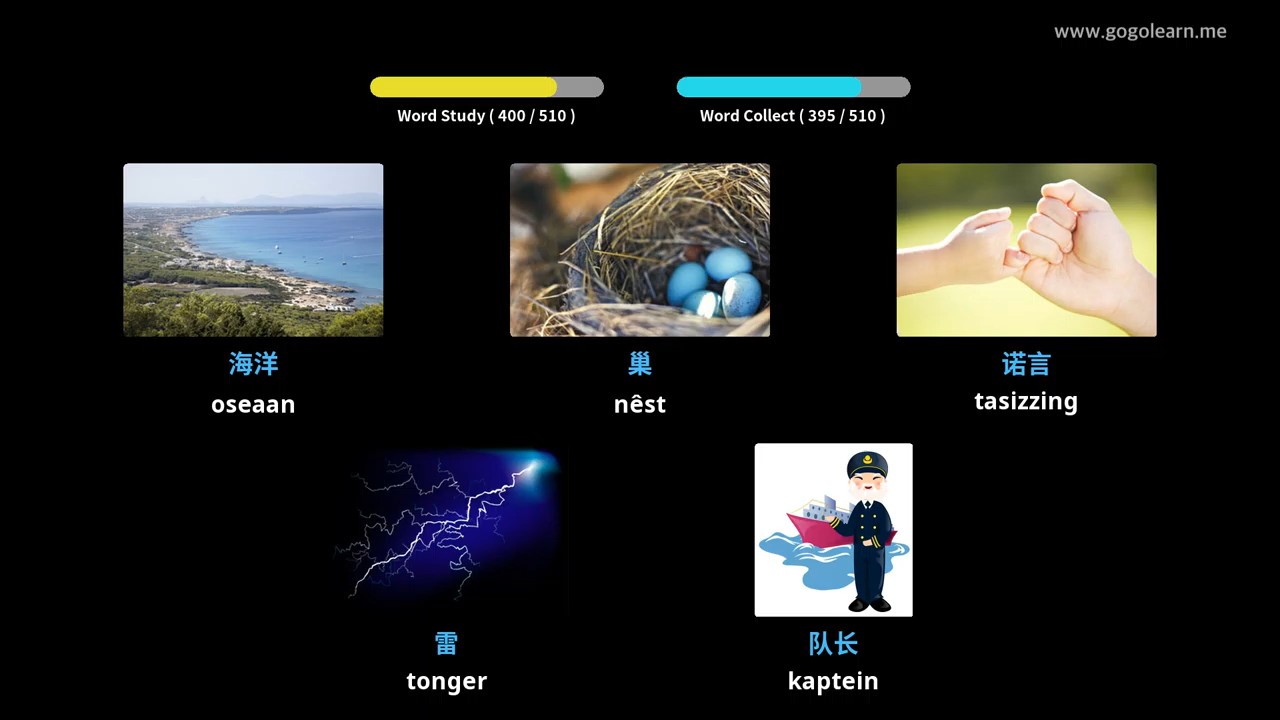 www.gogolearn.me
Word Study ( 400 / 510 )
Word Collect ( 395 / 510 )
海洋
巢
诺言
oseaan
nêst
tasizzing
雷
队长
tonger
kaptein